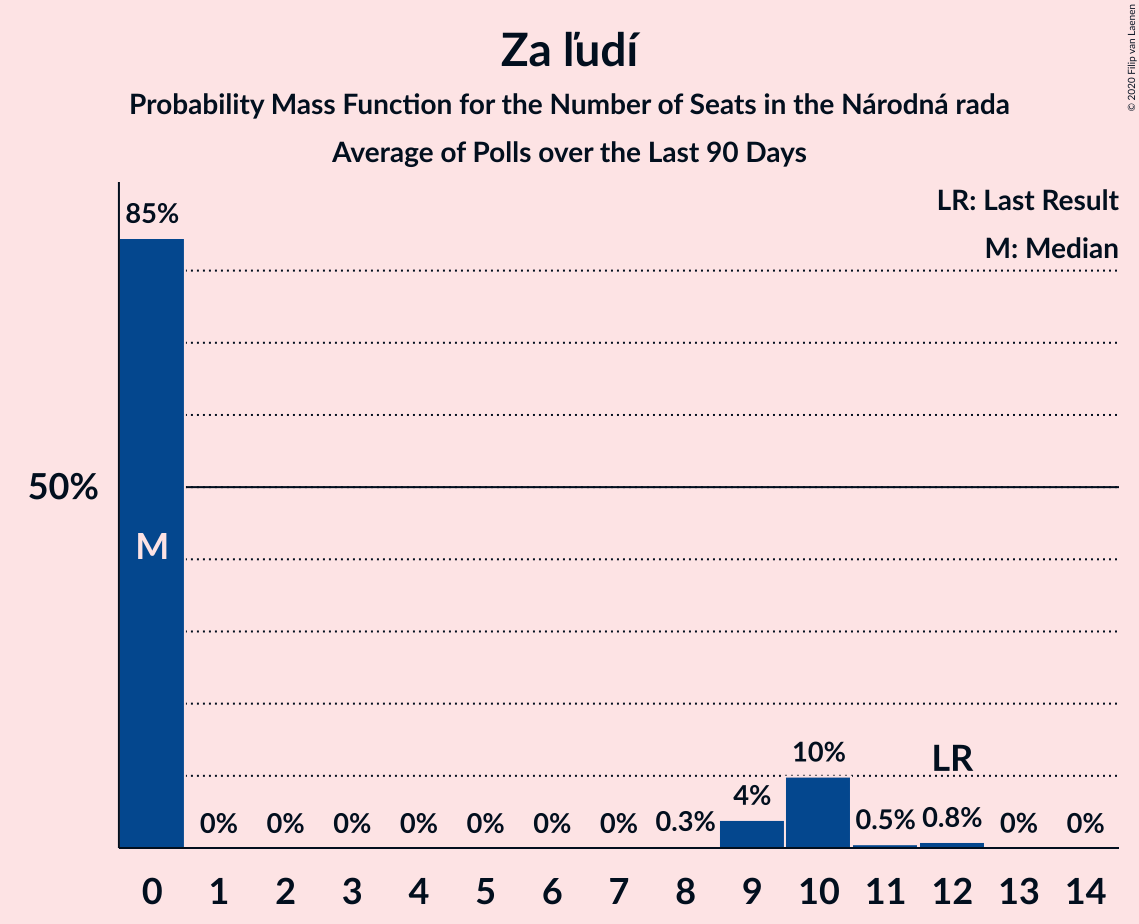 Za ľudí
Probability Mass Function for the Number of Seats in the Národná rada
Average of Polls over the Last 90 Days
© 2020 Filip van Laenen
LR: Last Result
M: Median
85%
50%
M
0% 0% 0% 0% 0% 0% 0% 0.3% 4% 10% 0.5% 0.8% 0% 0%
LR
0 1 2 3 4 5 6 7 8 9 10 11 12 13 14